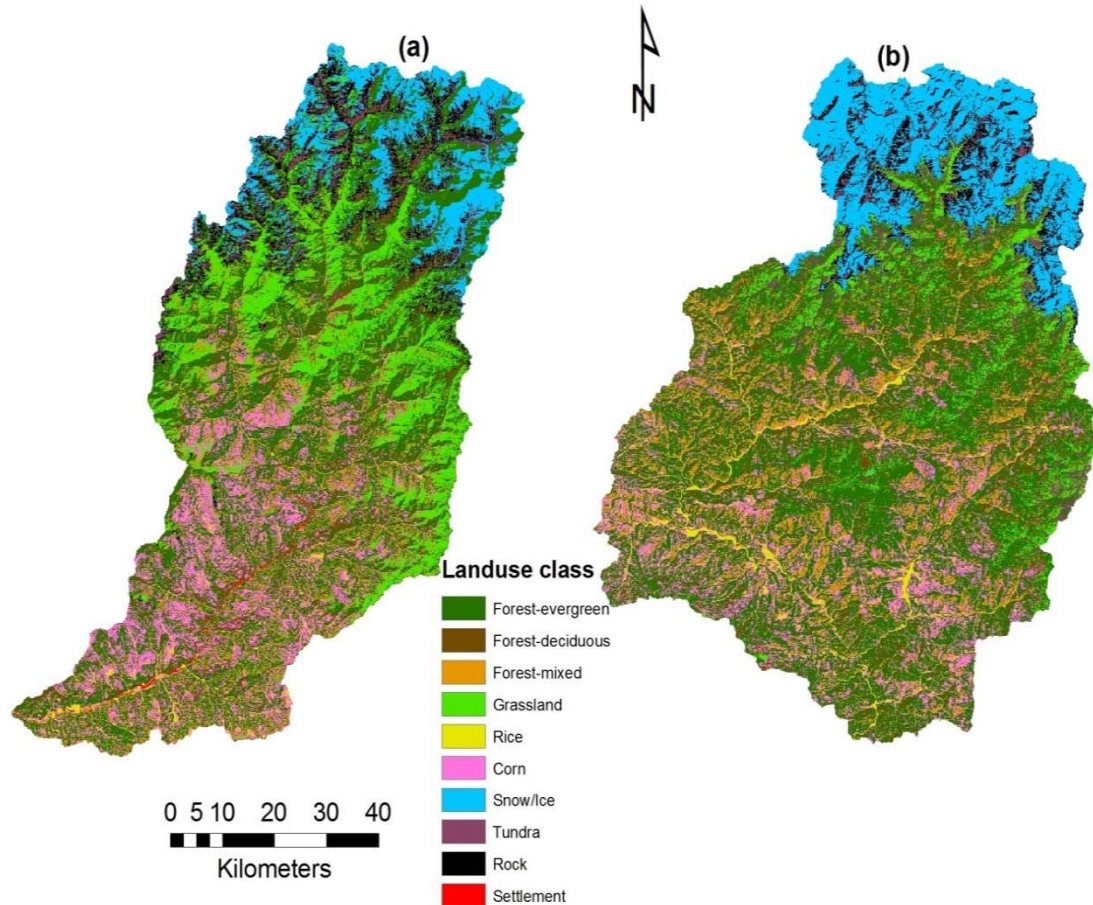 (a)
(b)
N
Landuse class
Forest-evergreen
Forest-deciduous
Forest-mixed
Grassland
Rice
Corn
Snow/Ice
Tundra
Rock
Settlement
0 5 10 20 30 40
Kilometers